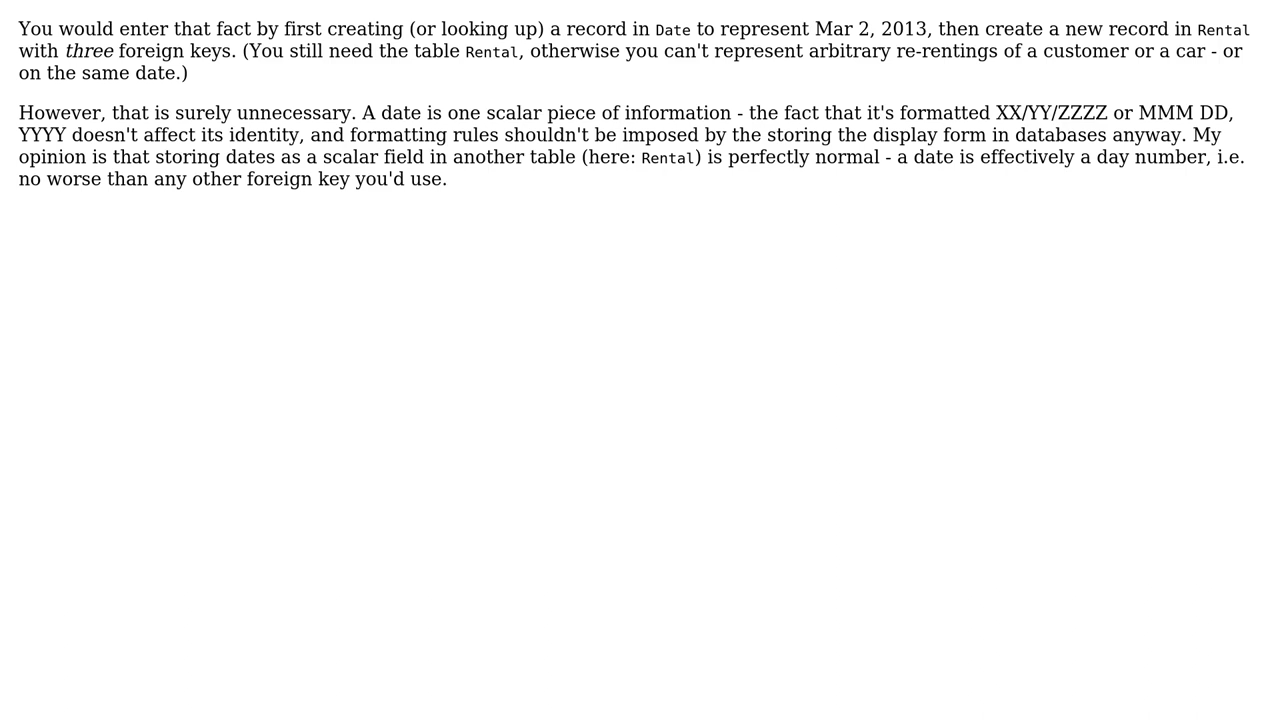 You would enter that fact by first creating (or looking up) a record in Date to represent Mar 2, 2013, then create a new record in Rental
with three foreign keys. (You still need the table Rental, otherwise you can't represent arbitrary re-rentings of a customer or a car - or
on the same date.)
However, that is surely unnecessary. A date is one scalar piece of information - the fact that it's formatted XX/YY/ZZZZ or MMM DD,
YYYY doesn't affect its identity, and formatting rules shouldn't be imposed by the storing the display form in databases anyway. My
opinion is that storing dates as a scalar field in another table (here: Rental) is perfectly normal - a date is effectively a day number, i.e.
no worse than any other foreign key you'd use.